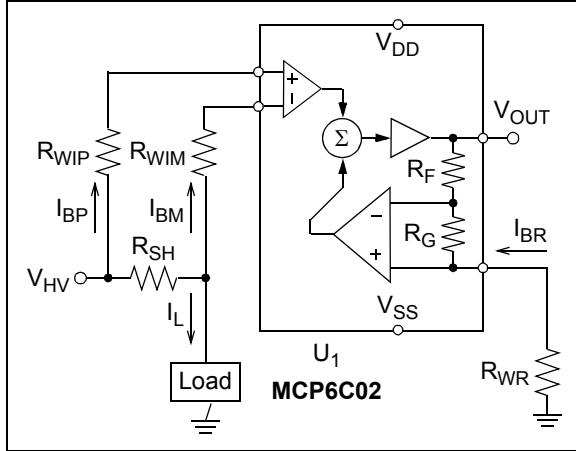 V_DD
+
−
V_OUT
R_WIP
R_WIM
Σ
R_F
I_BP
I_BM
−
R_G
I_BR
R_SH
+
V_HV
V_SS
I_L
U_1
Load
MCP6C02
R_WR